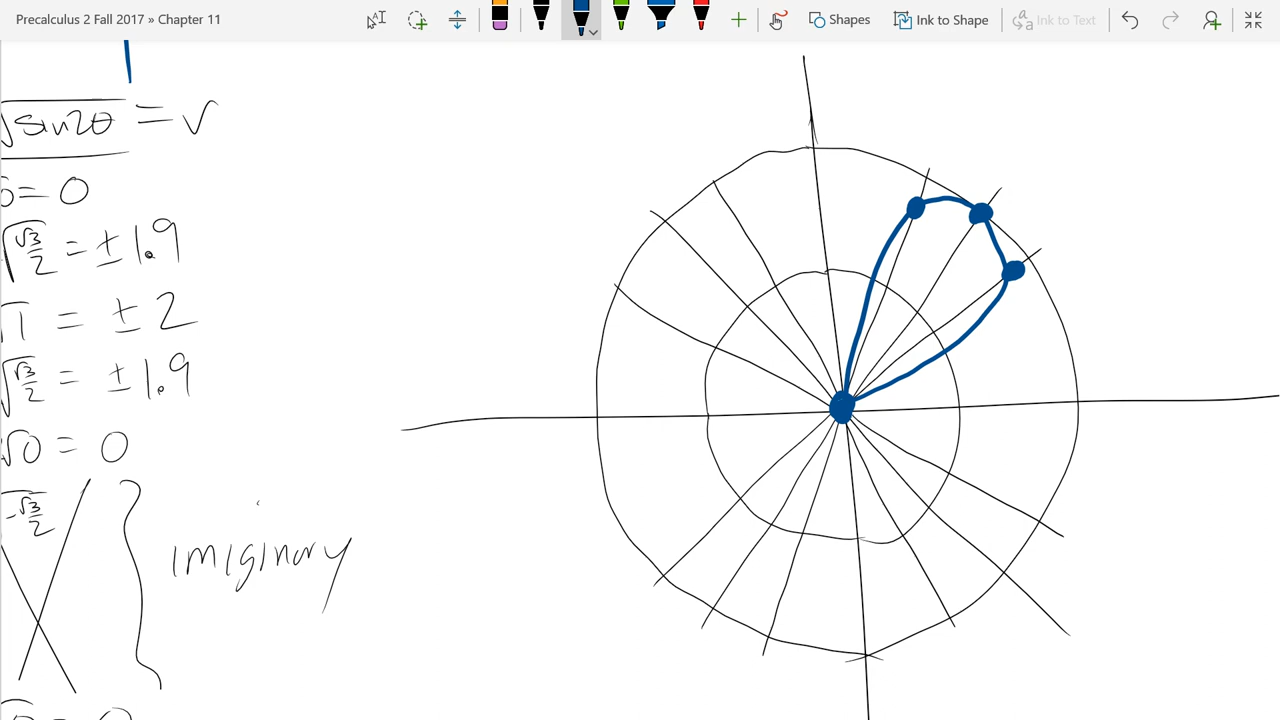 Precalculus 2 Fall 2017 » Chapter 11
Shapes
Ink to Shape
Ink to Text
√sin2θ = r
= 0
√(√3/2) = ±1.9
√1 = ±2
√(√3/2) = ±1.9
√0 = 0
-√3/2
imiginary